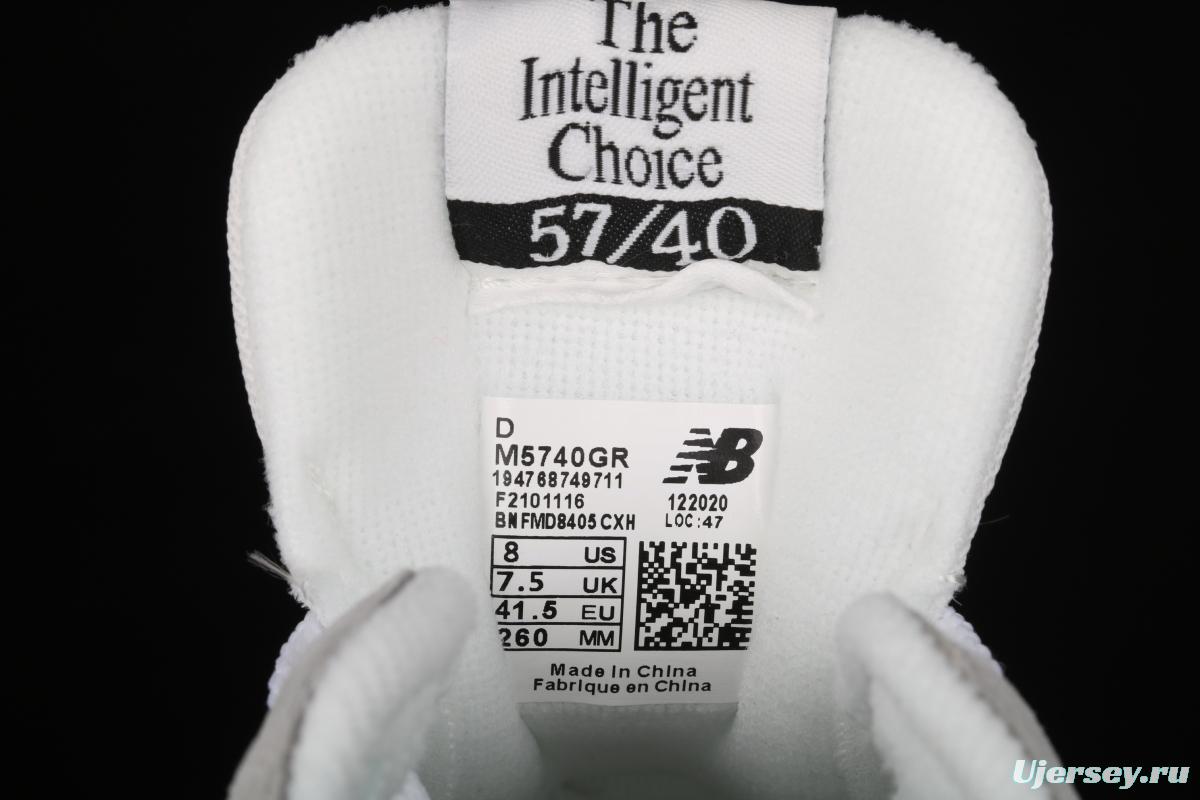 The
Intelligent
Choice
57/40
D
M5740GR
194768749711
F2101116
BNFMD8405 CXH
NB
122020
LOC:47
8 US
7.5 UK
41.5 EU
260 MM
Made in China
Fabrique en China
Ujersey.ru